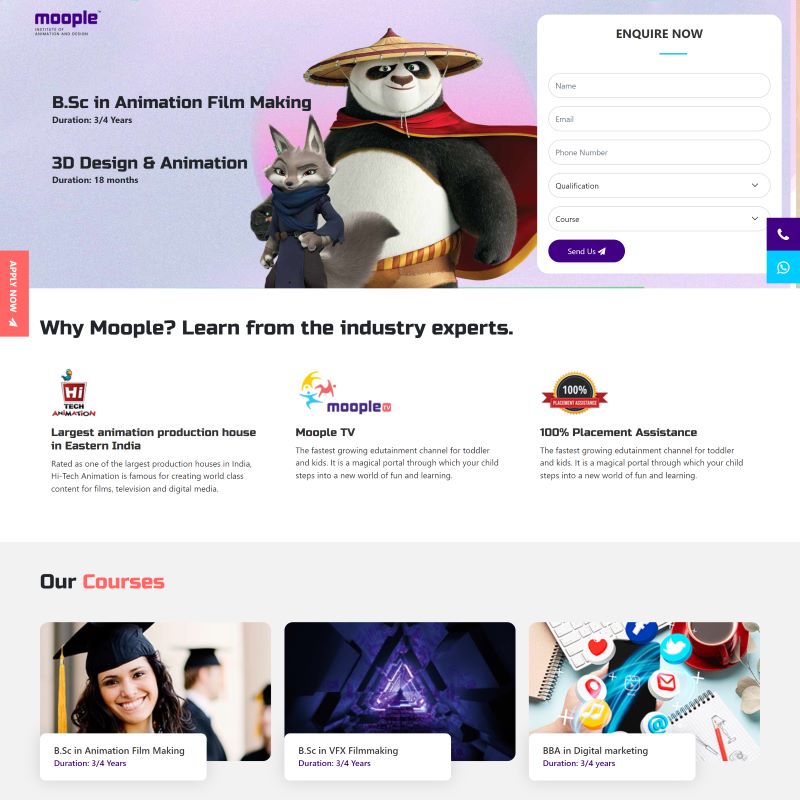 moople™
INSTITUTE OF
ANIMATION AND DESIGN
B.Sc in Animation Film Making
Duration: 3/4 Years
3D Design & Animation
Duration: 18 months
ENQUIRE NOW
Name
Email
Phone Number
Qualification
Course
Send Us
APPLY NOW
Why Moople? Learn from the industry experts.
Hi
TECH
ANIMATION
Largest animation production house
in Eastern India
Rated as one of the largest production houses in India,
Hi-Tech Animation is famous for creating world class
content for films, television and digital media.
moople tv
Moople TV
The fastest growing edutainment channel for toddler
and kids. It is a magical portal through which your child
steps into a new world of fun and learning.
100%
PLACEMENT ASSISTANCE
100% Placement Assistance
The fastest growing edutainment channel for toddler
and kids. It is a magical portal through which your child
steps into a new world of fun and learning.
Our Courses
B.Sc in Animation Film Making
Duration: 3/4 Years
B.Sc in VFX Filmmaking
Duration: 3/4 Years
BBA in Digital marketing
Duration: 3/4 years